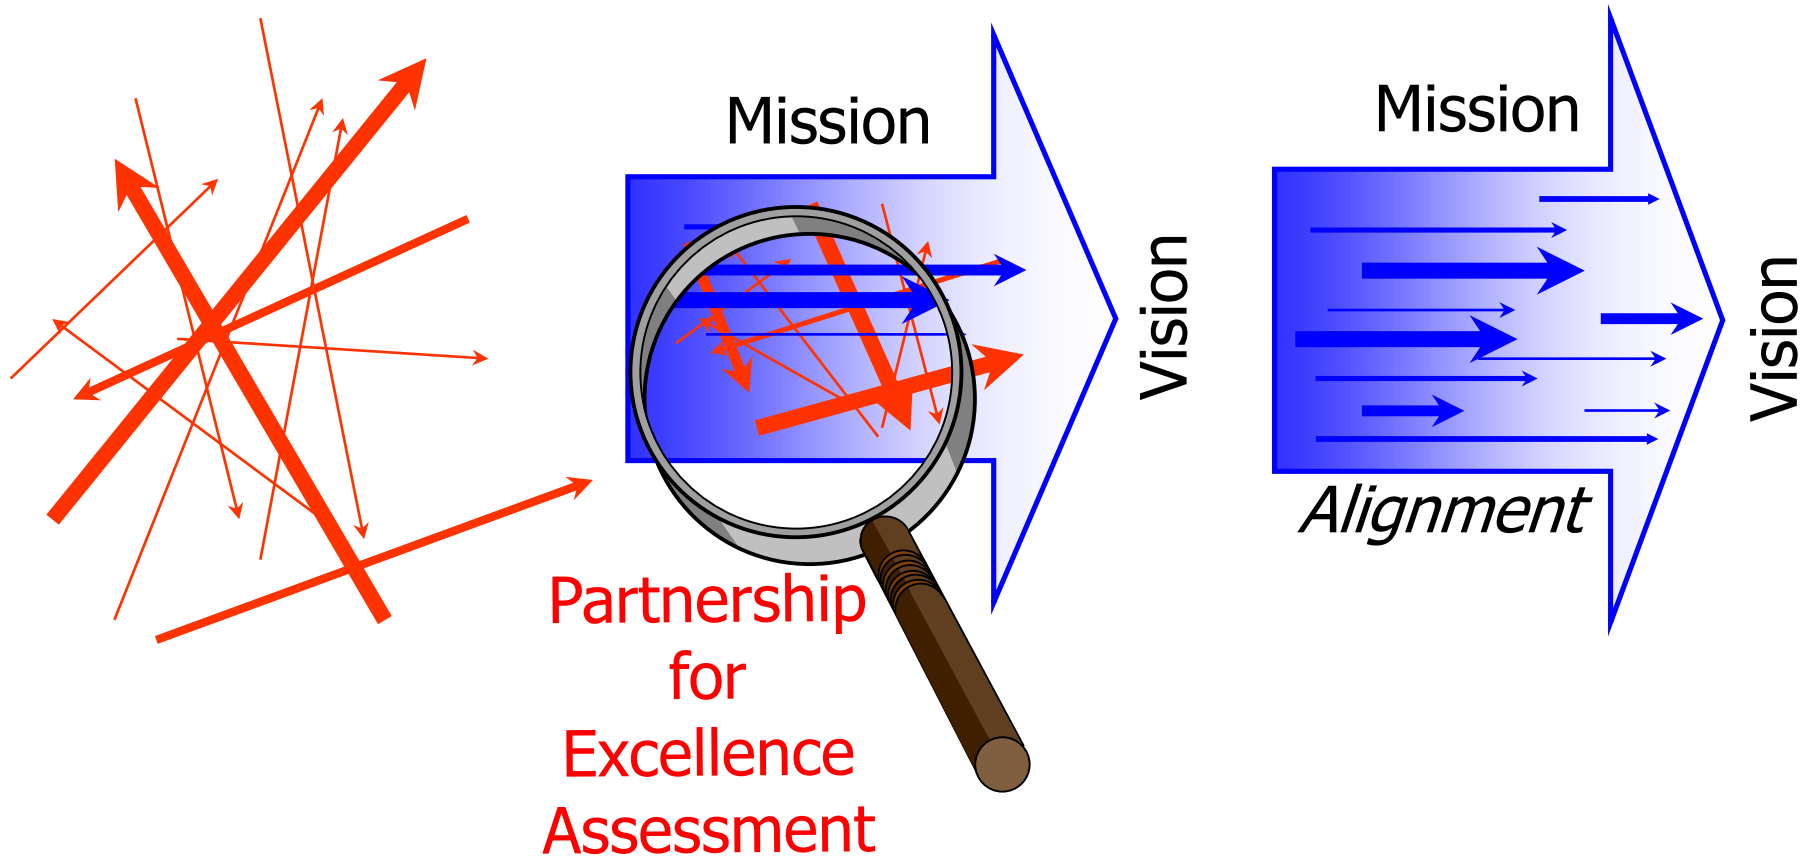 Mission
Vision
Partnership
for
Excellence
Assessment
Mission
Vision
Alignment